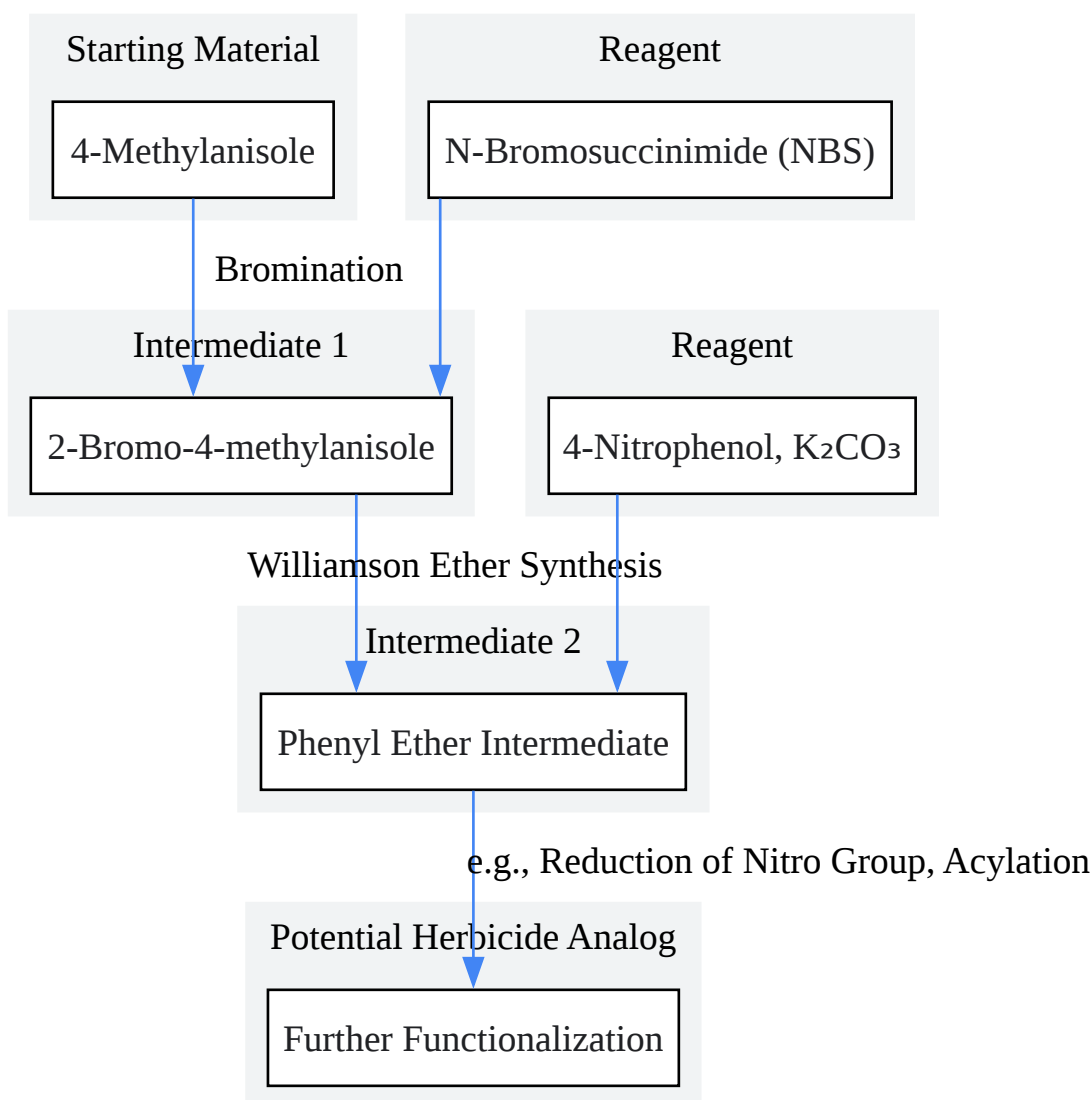 Starting Material
Reagent
4-Methylanisole
N-Bromosuccinimide (NBS)
Bromination
Intermediate 1
Reagent
2-Bromo-4-methylanisole
4-Nitrophenol, K₂CO₃
Williamson Ether Synthesis
Intermediate 2
Phenyl Ether Intermediate
e.g., Reduction of Nitro Group, Acylation
Potential Herbicide Analog
Further Functionalization